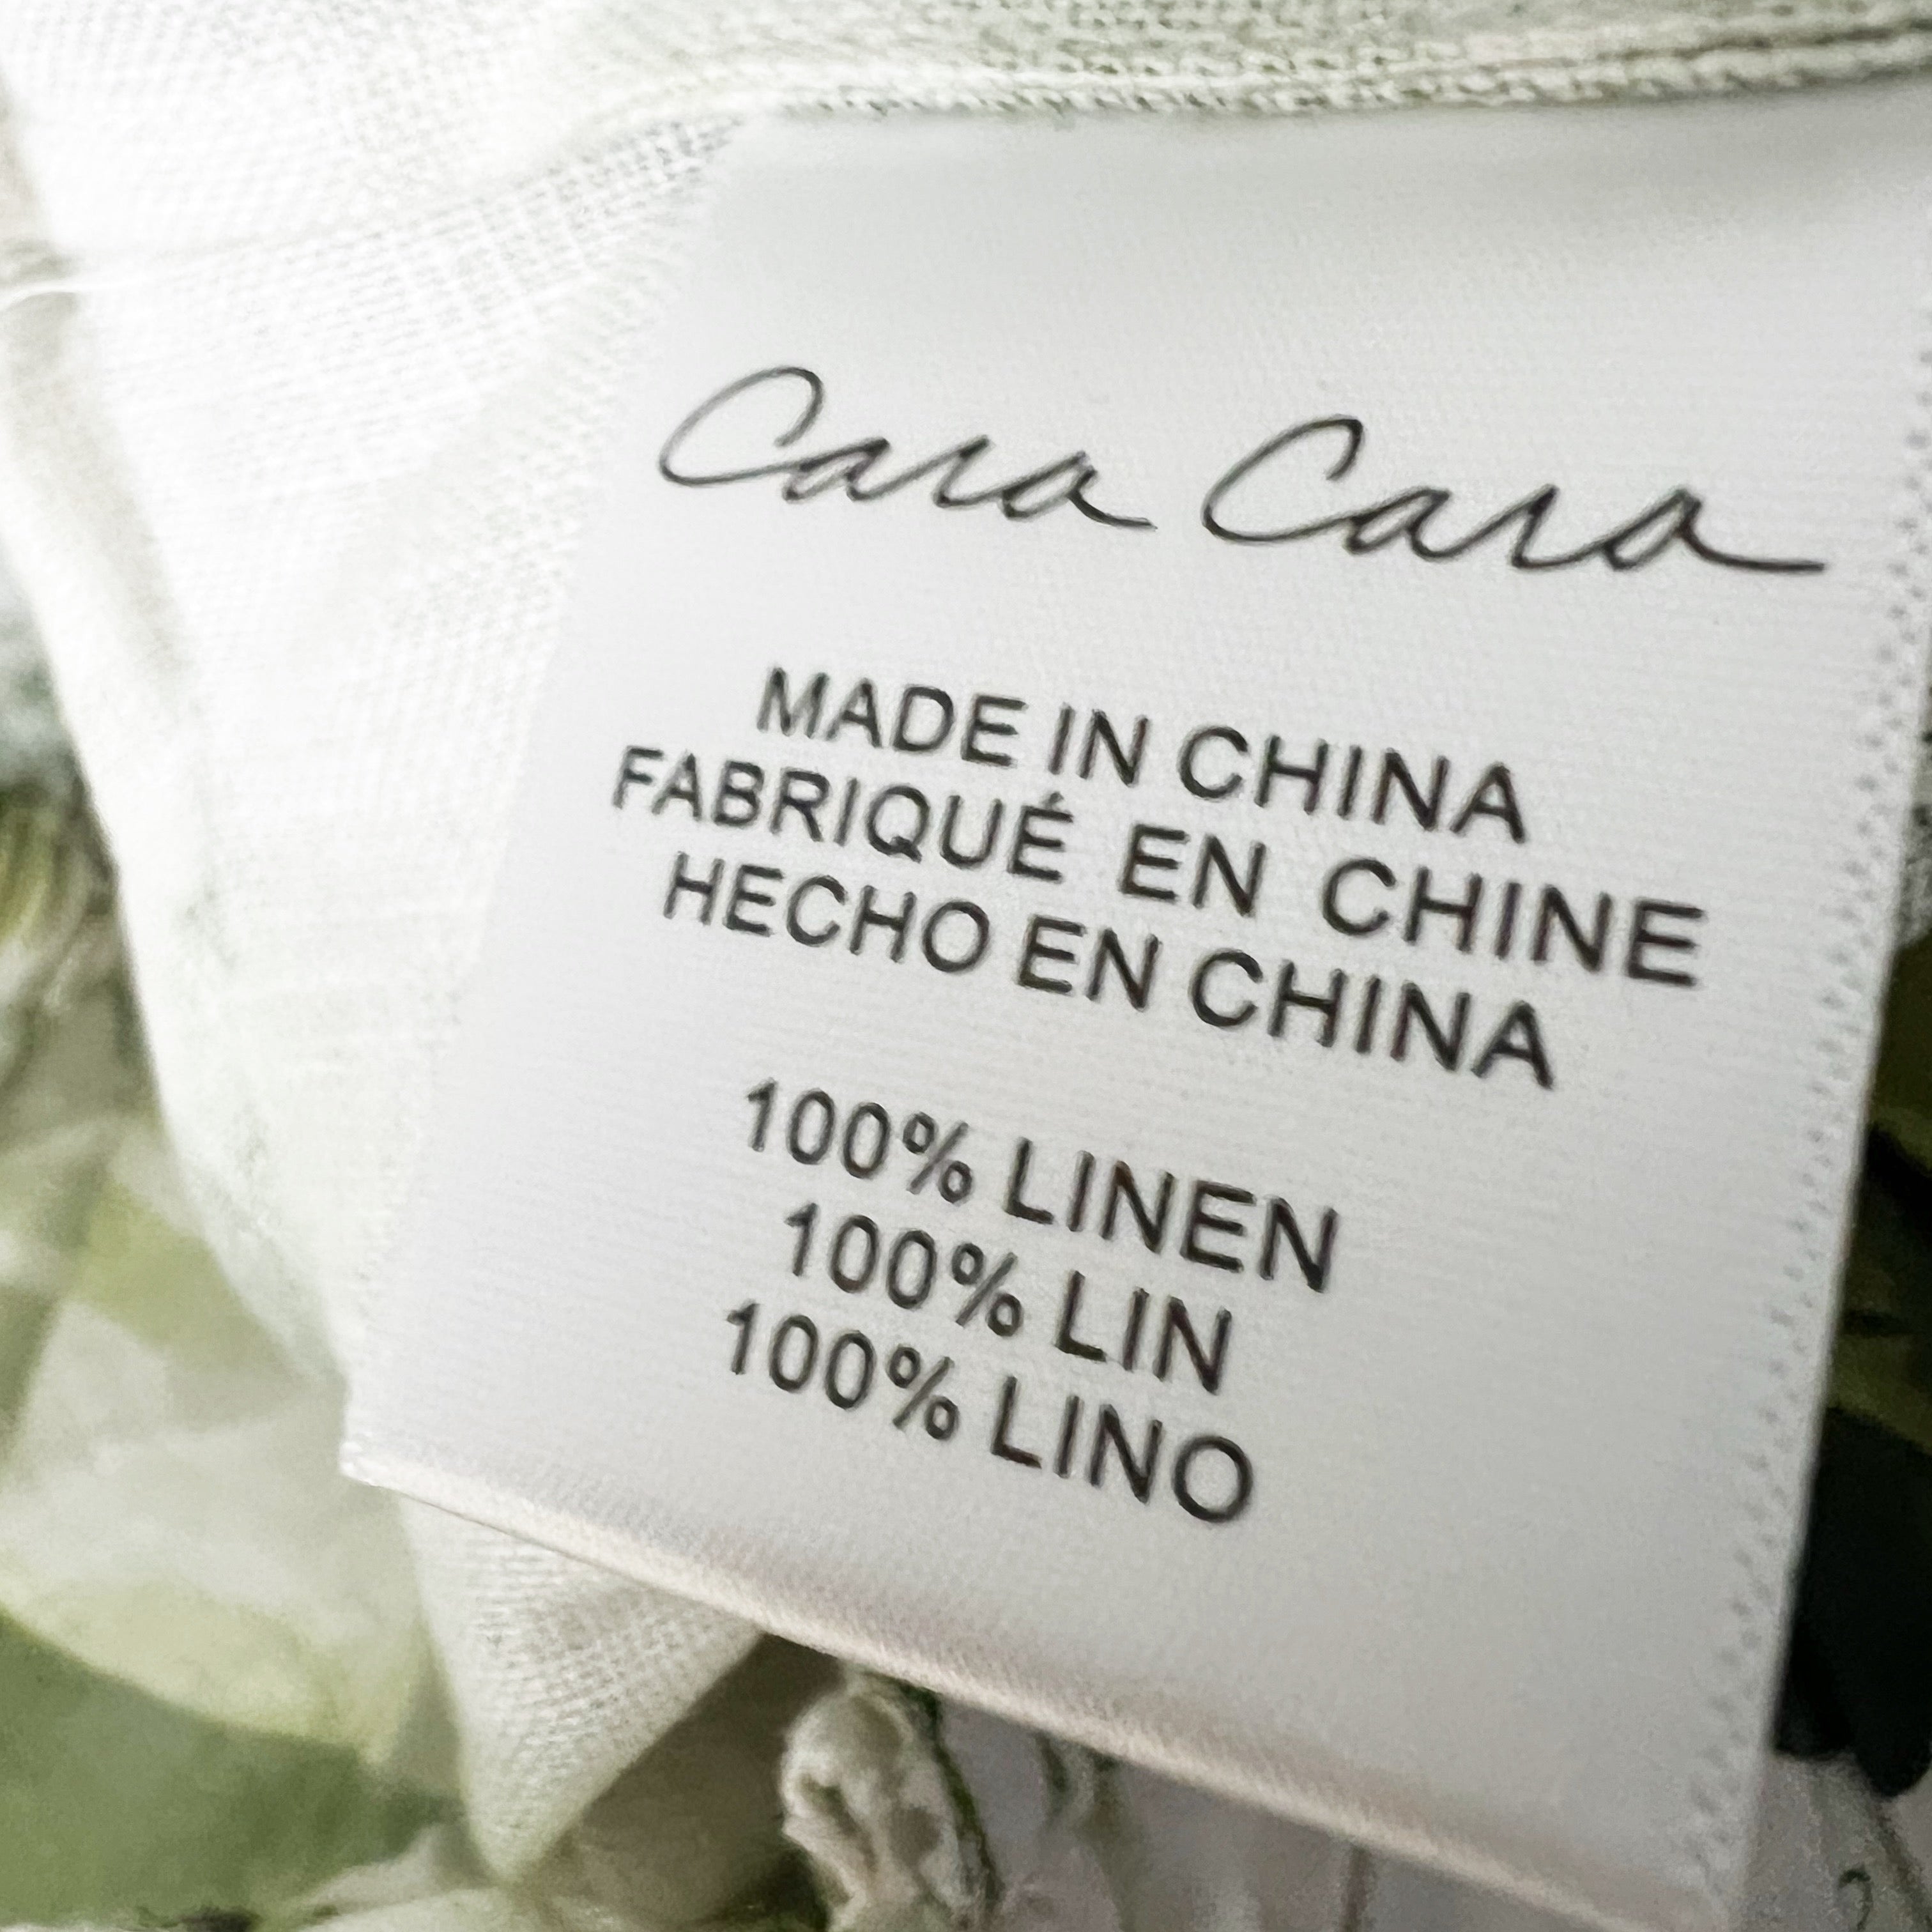 Cara Cara
MADE IN CHINA
FABRIQUÉ EN CHINE
HECHO EN CHINA
100% LINEN
100% LIN
100% LINO